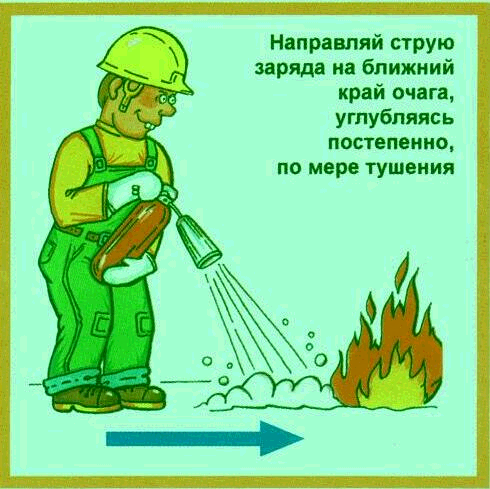 Направляй струю
заряда на ближний
край очага,
углубляясь
постепенно,
по мере тушения